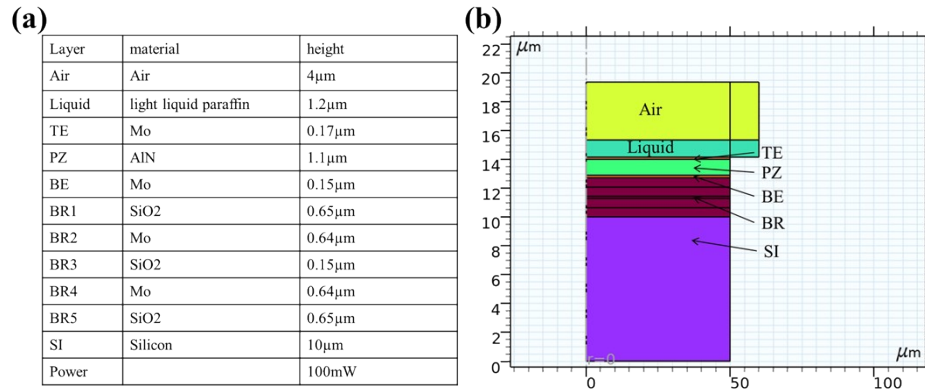 (a)
Layer material height
Air Air 4μm
Liquid light liquid paraffin 1.2μm
TE Mo 0.17μm
PZ AlN 1.1μm
BE Mo 0.15μm
BR1 SiO2 0.65μm
BR2 Mo 0.64μm
BR3 SiO2 0.15μm
BR4 Mo 0.64μm
BR5 SiO2 0.65μm
SI Silicon 10μm
Power 100mW
(b)
μm
22
20
18
16
14
12
10
8
6
4
2
0
Air
Liquid
TE
PZ
BE
BR
SI
r=0
μm
0 50 100